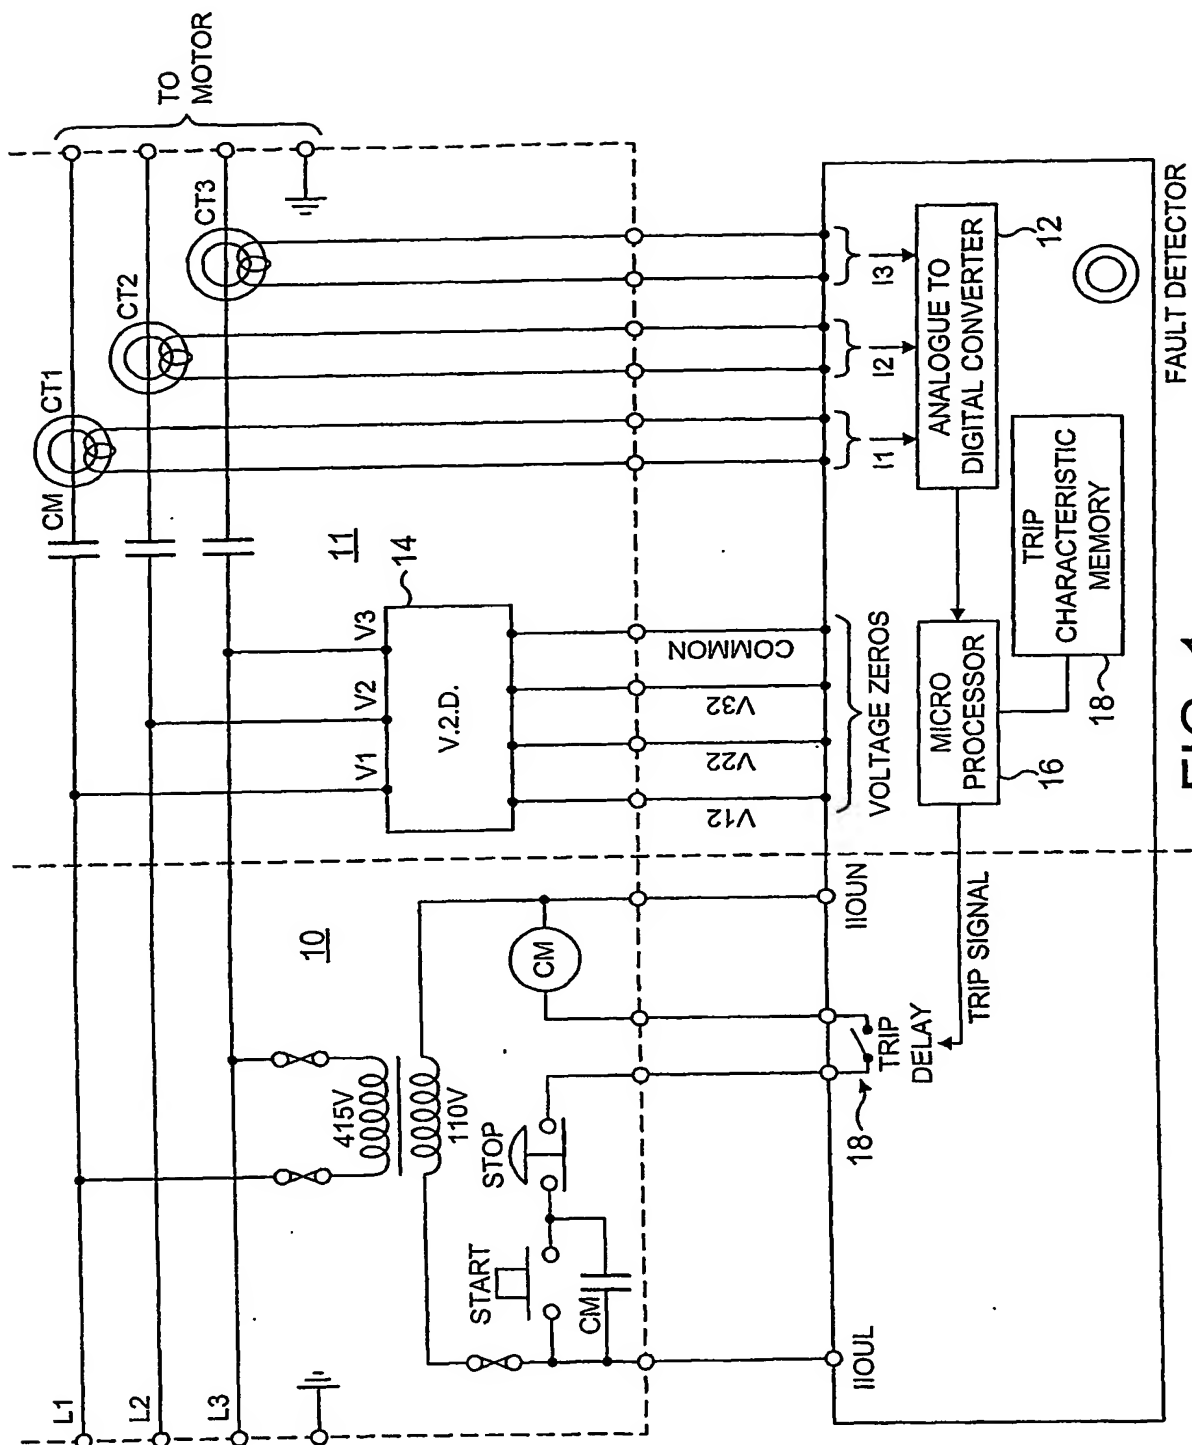 L1
L2
L3
10
415V
110V
START
STOP
CM
CM
CM
CT1
CT2
CT3
TO
MOTOR
11
14
V1
V2
V3
V.2.D.
V12
V22
V32
COMMON
VOLTAGE ZEROS
I1
I2
I3
IIOUL
IIOUN
18
TRIP
DELAY
TRIP SIGNAL
MICRO
PROCESSOR
16
ANALOGUE TO
DIGITAL CONVERTER
12
TRIP
CHARACTERISTIC
MEMORY
18
FAULT DETECTOR